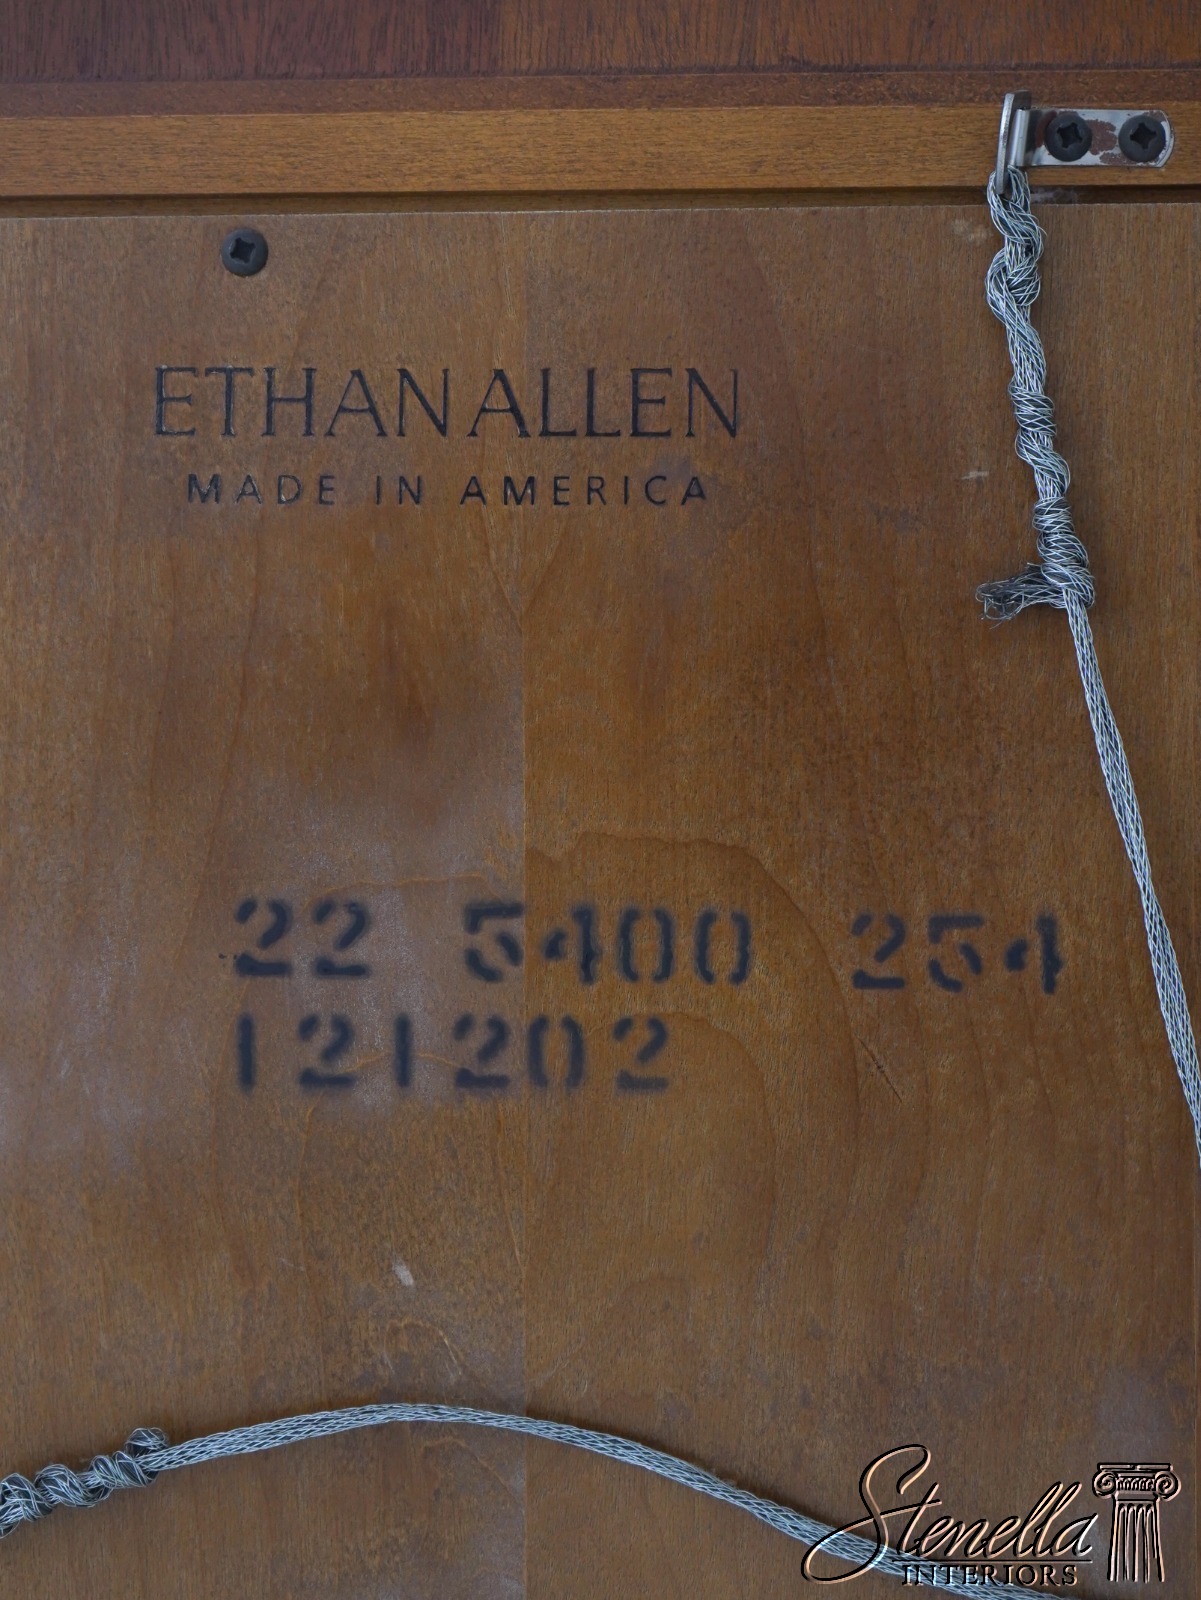 ETHAN ALLEN
MADE IN AMERICA
22 5400 254
121202
Stenella
INTERIORS